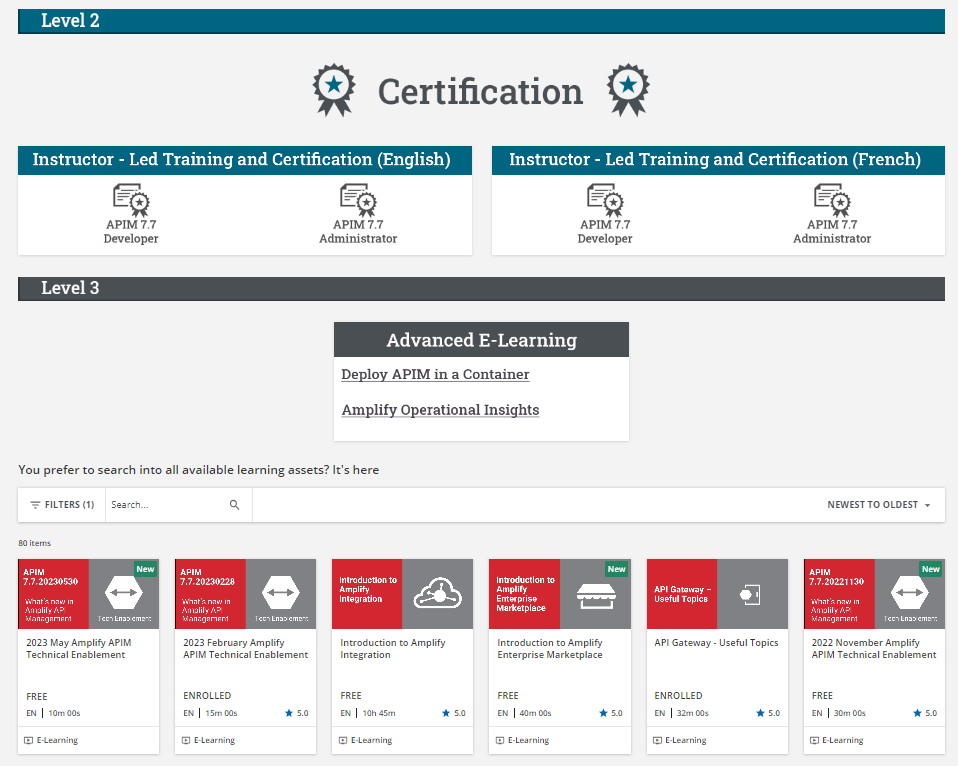 Level 2
Certification
Instructor - Led Training and Certification (English)
Instructor - Led Training and Certification (French)
APIM 7.7
Developer
APIM 7.7
Administrator
APIM 7.7
Developer
APIM 7.7
Administrator
Level 3
Advanced E-Learning
Deploy APIM in a Container
Amplify Operational Insights
You prefer to search into all available learning assets? It's here
FILTERS (1)
Search...
NEWEST TO OLDEST
80 items
APIM
7.7.20230530
What's new in
Amplify API
Management
New
Tech Enablement
2023 May Amplify APIM
Technical Enablement
FREE
EN | 10m 00s
E-Learning
APIM
7.7.20230228
What's new in
Amplify API
Management
Tech Enablement
2023 February Amplify
APIM Technical Enablement
ENROLLED
EN | 15m 00s
5.0
E-Learning
Introduction to
Amplify
Integration
Introduction to Amplify
Integration
FREE
EN | 10h 45m
5.0
E-Learning
Introduction to
Amplify
Enterprise
Marketplace
New
Introduction to Amplify
Enterprise Marketplace
FREE
EN | 40m 00s
5.0
E-Learning
API Gateway –
Useful Topics
API Gateway - Useful Topics
ENROLLED
EN | 32m 00s
5.0
E-Learning
APIM
7.7.20221130
What's new in
Amplify API
Management
New
Tech Enablement
2022 November Amplify
APIM Technical Enablement
FREE
EN | 30m 00s
5.0
E-Learning